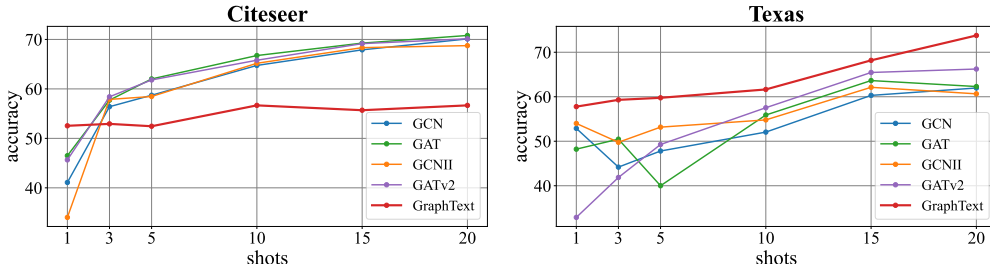 Citeseer
70
60
50
40
accuracy
1 3 5 10 15 20
shots
GCN
GAT
GCNII
GATv2
GraphText
Texas
70
60
50
40
accuracy
1 3 5 10 15 20
shots
GCN
GAT
GCNII
GATv2
GraphText